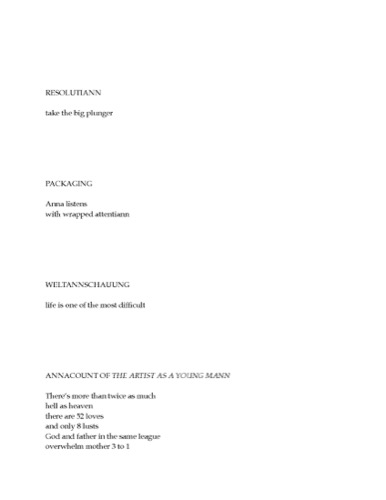 RESOLUTIANN
take the big plunger
PACKAGING
Anna listens
with wrapped attentiann
WELTANNSCHAUUNG
life is one of the most difficult
ANNACOUNT OF THE ARTIST AS A YOUNG MANN
There's more than twice as much
hell as heaven
there are 52 loves
and only 8 lusts
God and father in the same league
overwhelm mother 3 to 1